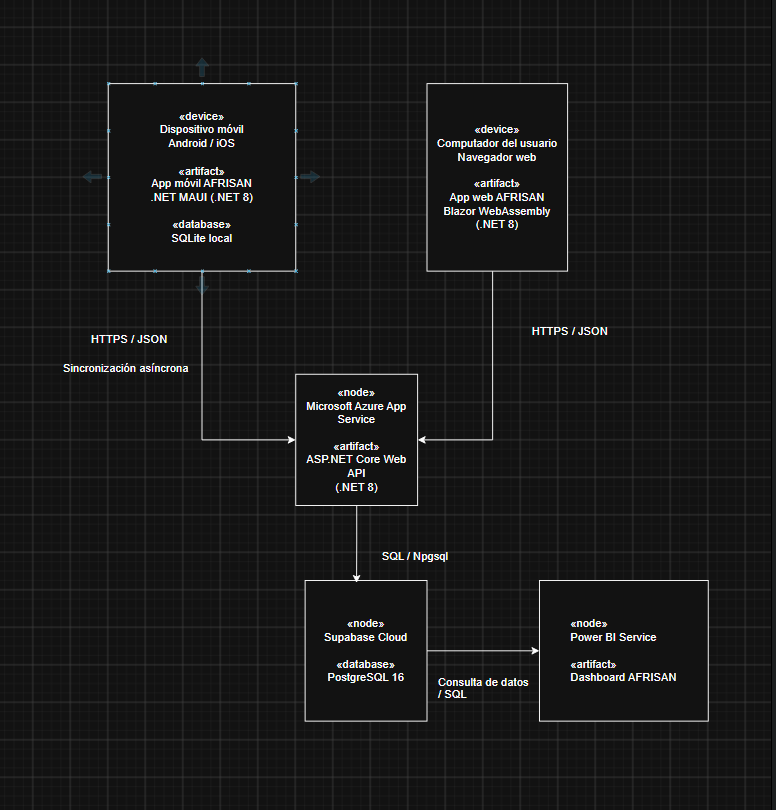 «device»
Dispositivo móvil
Android / iOS
«artifact»
App móvil AFRISAN
.NET MAUI (.NET 8)
«database»
SQLite local
«device»
Computador del usuario
Navegador web
«artifact»
App web AFRISAN
Blazor WebAssembly
(.NET 8)
HTTPS / JSON
Sincronización asíncrona
HTTPS / JSON
«node»
Microsoft Azure App
Service
«artifact»
ASP.NET Core Web
API
(.NET 8)
SQL / Npgsql
«node»
Supabase Cloud
«database»
PostgreSQL 16
Consulta de datos
/ SQL
«node»
Power BI Service
«artifact»
Dashboard AFRISAN